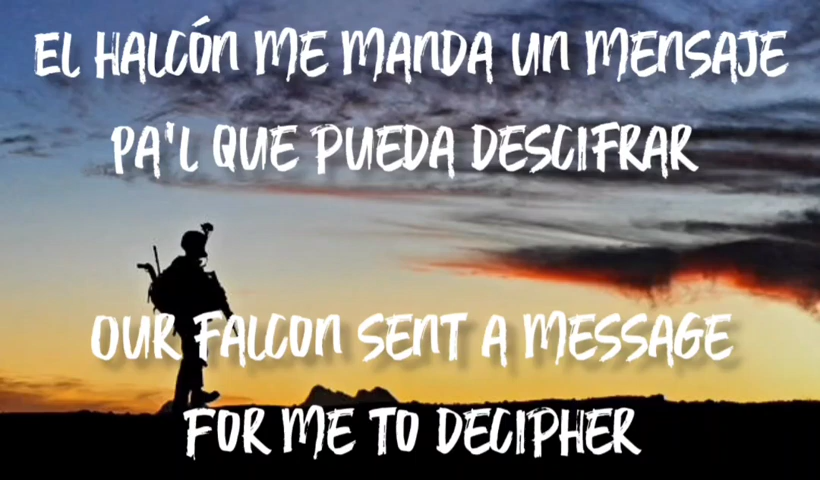 EL HALCÓN ME MANDA UN MENSAJE
PA'L QUE PUEDA DESCIFRAR
OUR FALCON SENT A MESSAGE
FOR ME TO DECIPHER